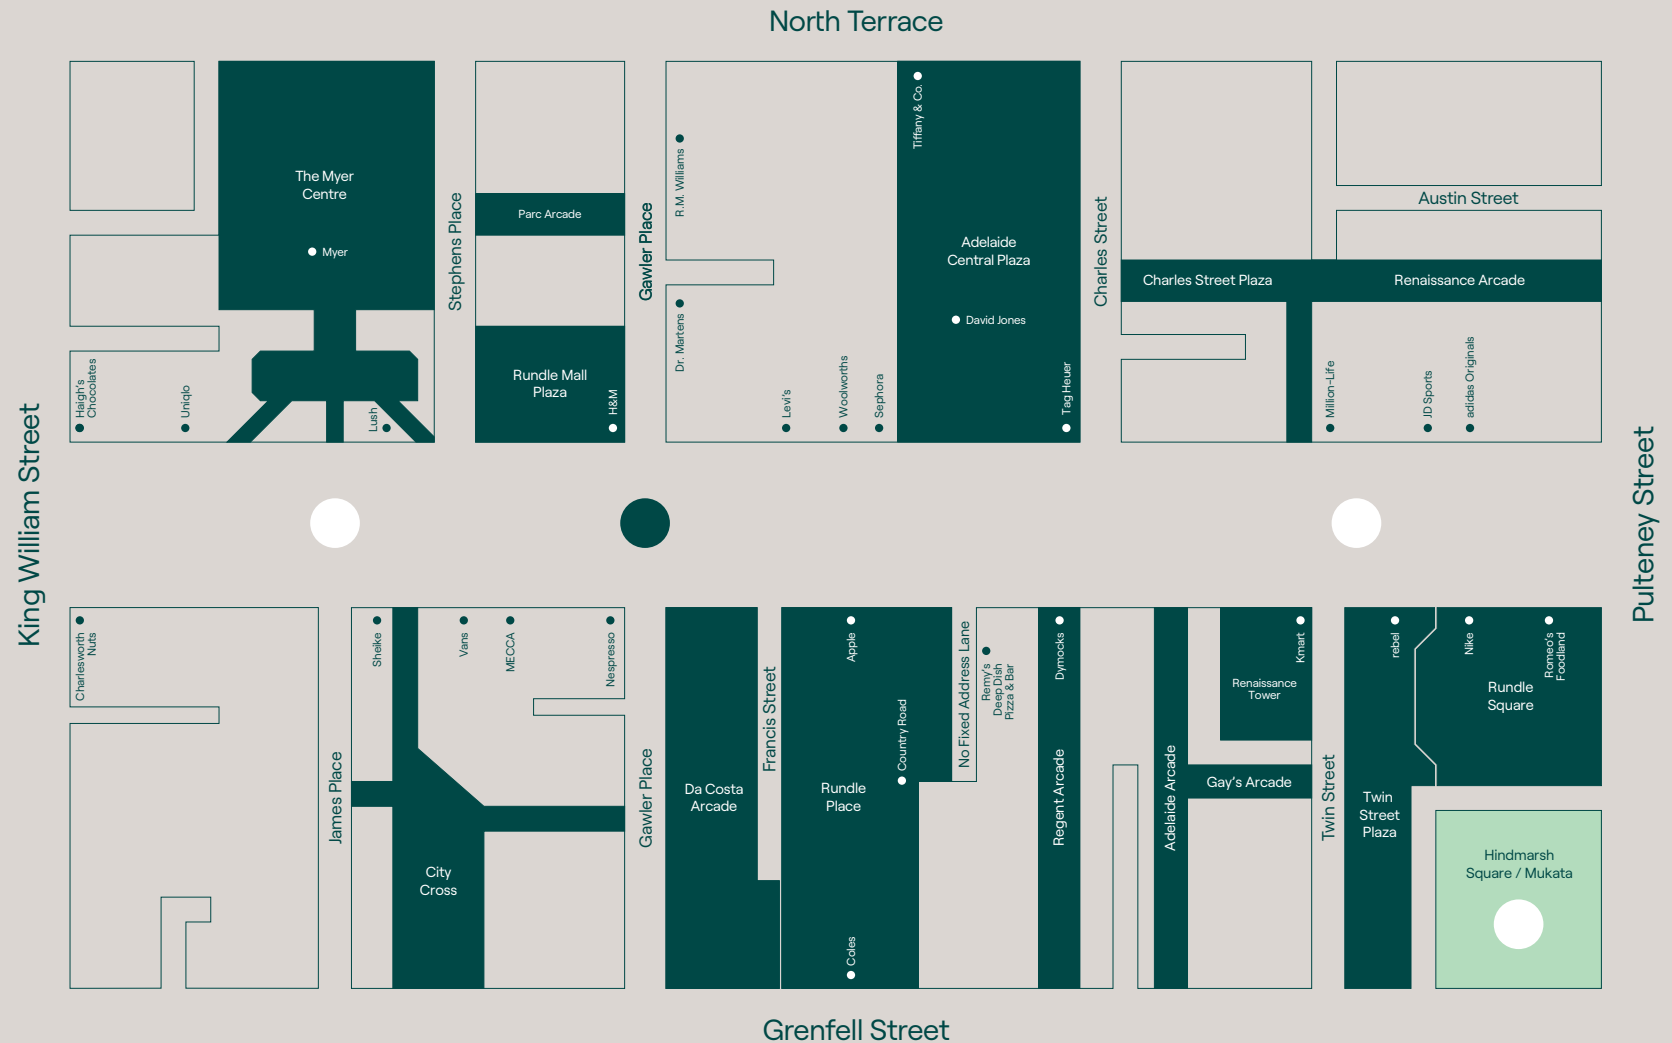 North Terrace
The Myer
Centre
Myer
Haigh's
Chocolates
Uniqlo
Lush
Stephens Place
Parc Arcade
Rundle Mall
Plaza
H&M
Gawler Place
R.M. Williams
Dr. Martens
Levi's
Woolworths
Sephora
Tiffany & Co.
Adelaide
Central Plaza
David Jones
Tag Heuer
Charles Street
Austin Street
Charles Street Plaza
Renaissance Arcade
Million-Life
JD Sports
adidas Originals
King William Street
Pulteney Street
Charlesworth
Nuts
James Place
Sheike
Vans
MECCA
Nespresso
City
Cross
Gawler Place
Da Costa
Arcade
Francis Street
Apple
Country Road
Rundle
Place
Coles
No Fixed Address Lane
Remy's
Deep Dish
Pizza & Bar
Dymocks
Regent Arcade
Adelaide Arcade
Kmart
Renaissance
Tower
Gay's Arcade
Twin Street
rebel
Twin
Street
Plaza
Nike
Romeo's
Foodland
Rundle
Square
Hindmarsh
Square / Mukata
Grenfell Street